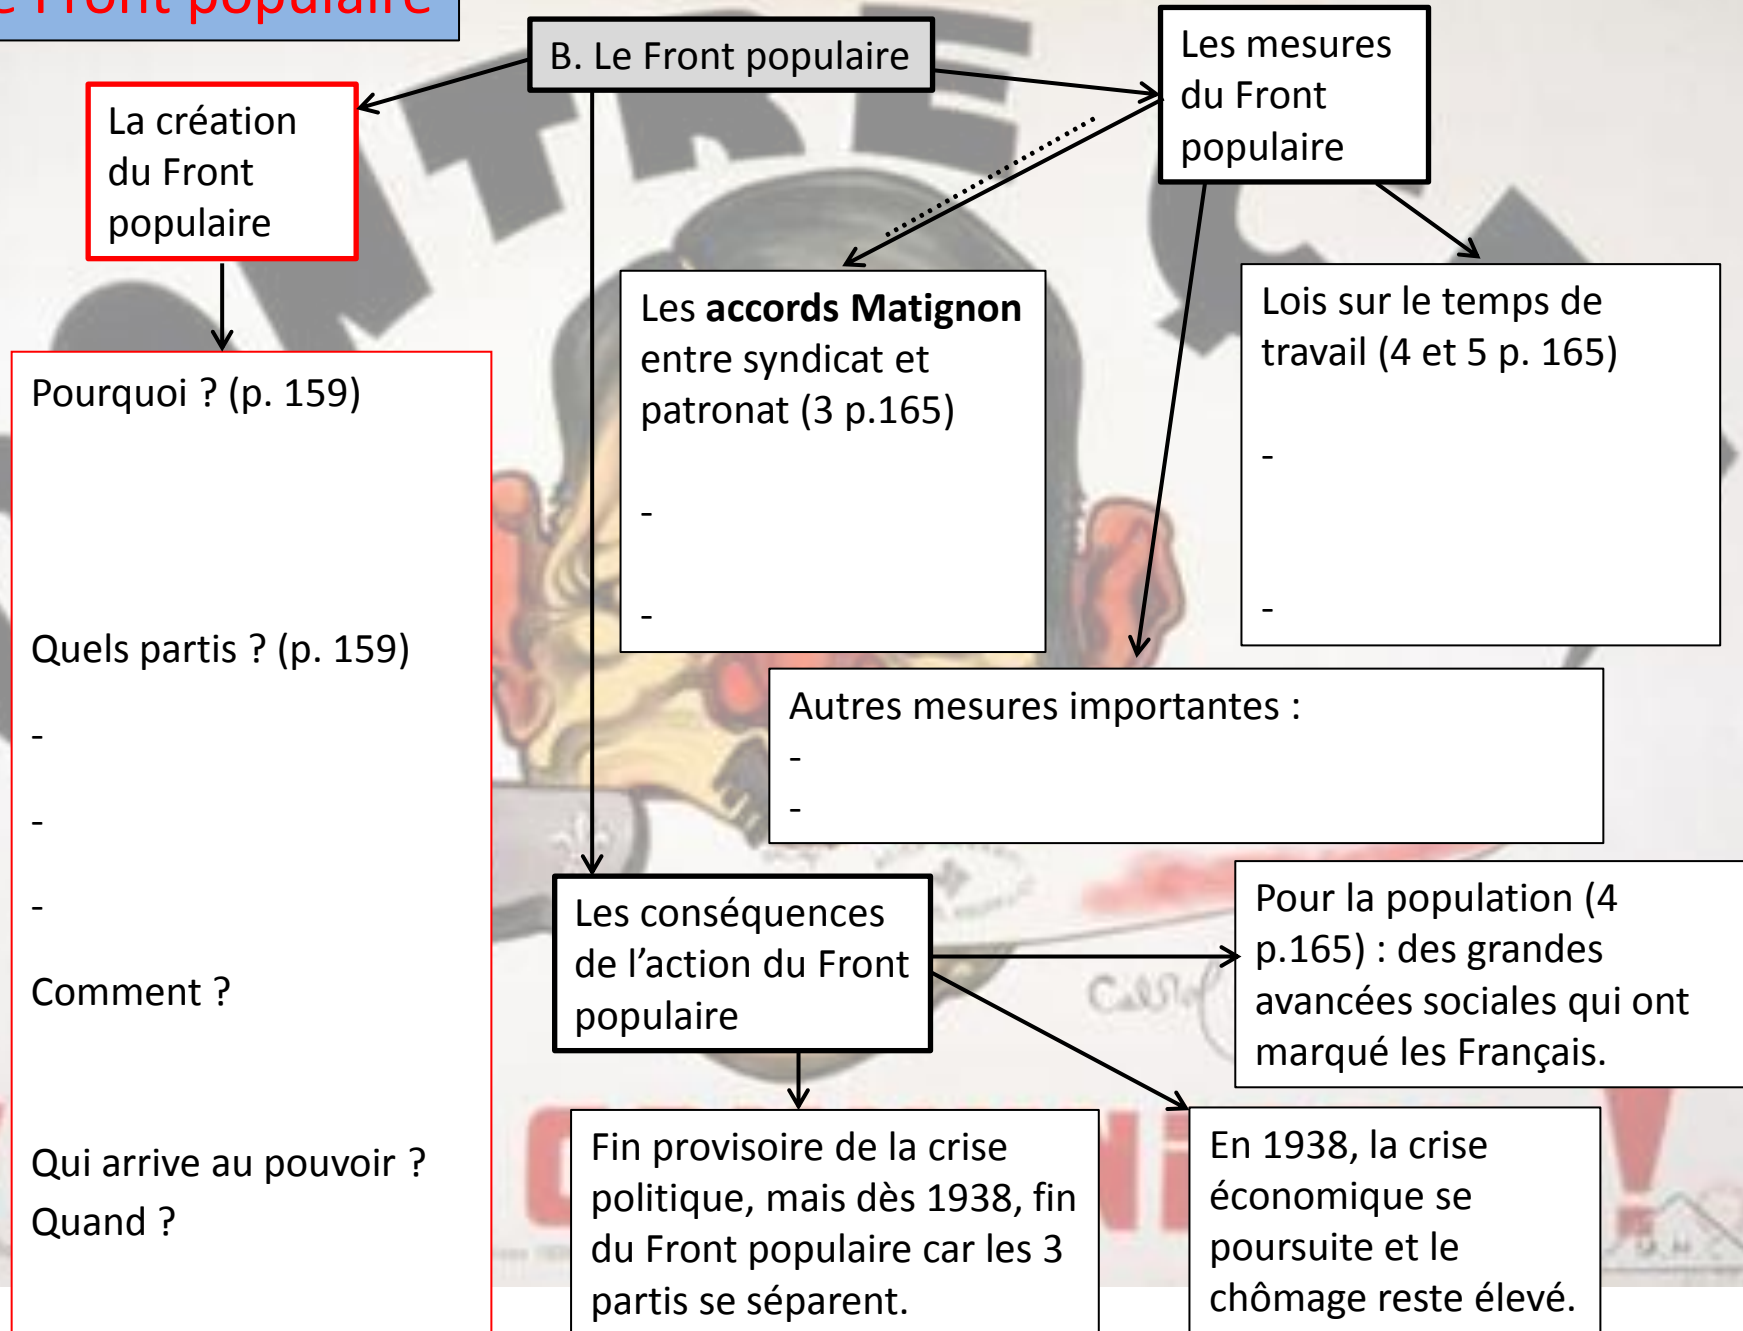 e Front populaire
B. Le Front populaire
La création
du Front
populaire
Les mesures
du Front
populaire
Pourquoi ? (p. 159)
Quels partis ? (p. 159)
-
-
-
Comment ?
Qui arrive au pouvoir ?
Quand ?
Les accords Matignon
entre syndicat et
patronat (3 p.165)
-
-
Lois sur le temps de
travail (4 et 5 p. 165)
-
-
Autres mesures importantes :
-
-
Les conséquences
de l’action du Front
populaire
Pour la population (4
p.165) : des grandes
avancées sociales qui ont
marqué les Français.
Fin provisoire de la crise
politique, mais dès 1938, fin
du Front populaire car les 3
partis se séparent.
En 1938, la crise
économique se
poursuite et le
chômage reste élevé.